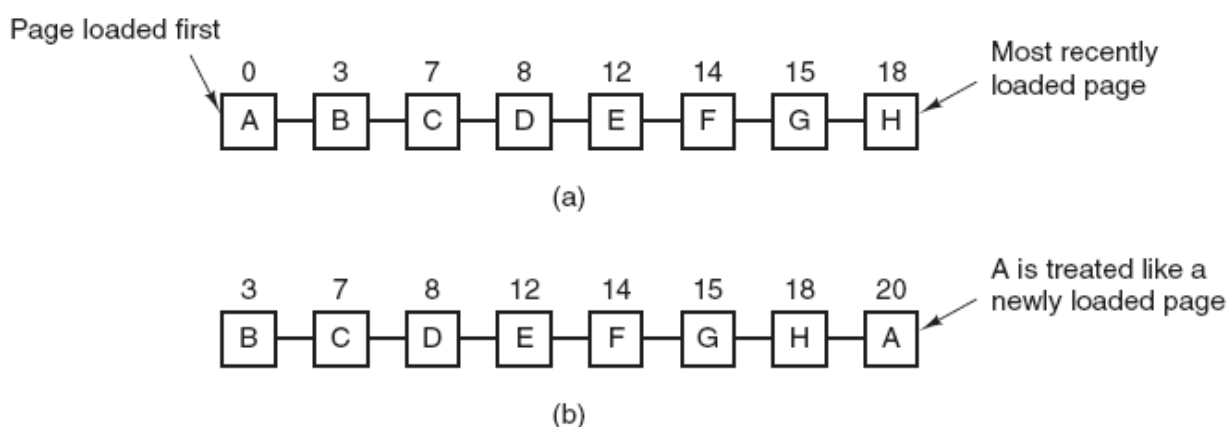 Page loaded first
0 3 7 8 12 14 15 18
A B C D E F G H
Most recently
loaded page
(a)
3 7 8 12 14 15 18 20
B C D E F G H A
A is treated like a
newly loaded page
(b)